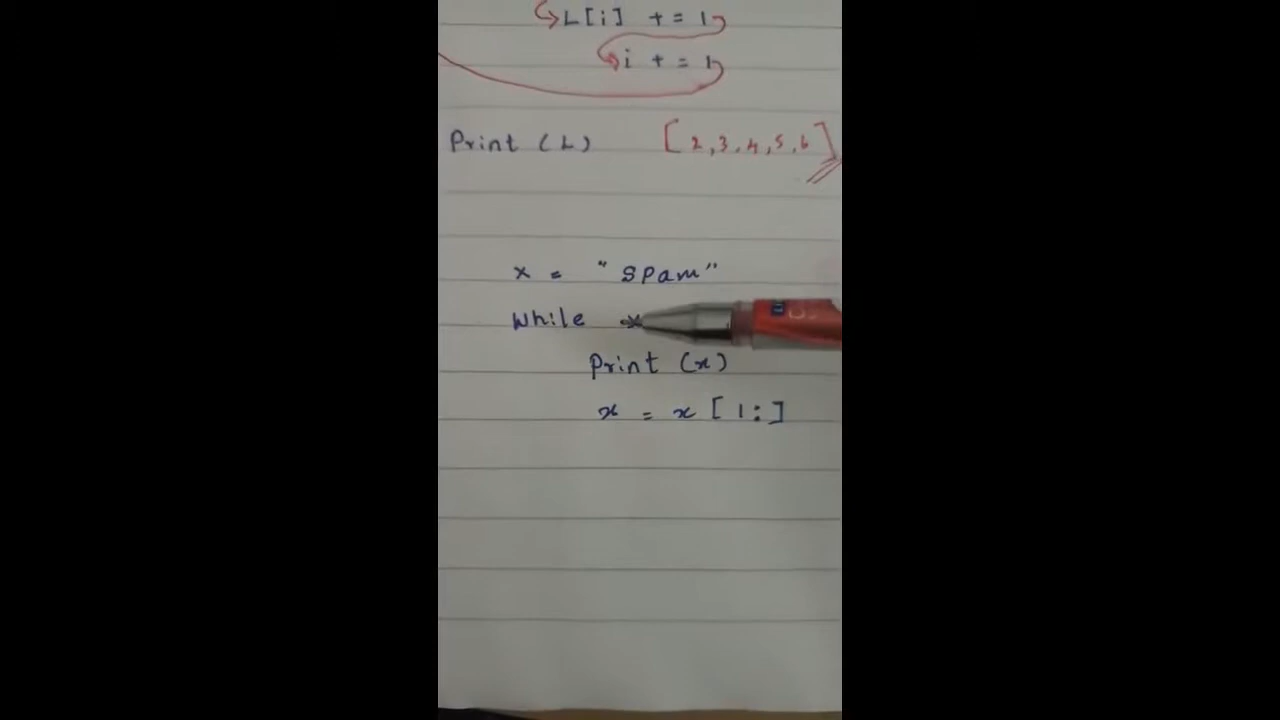 L[i] += 1
i += 1
Print (L) [2,3,4,5,6]
x = "spam"
While x
Print (x)
x = x [1:]